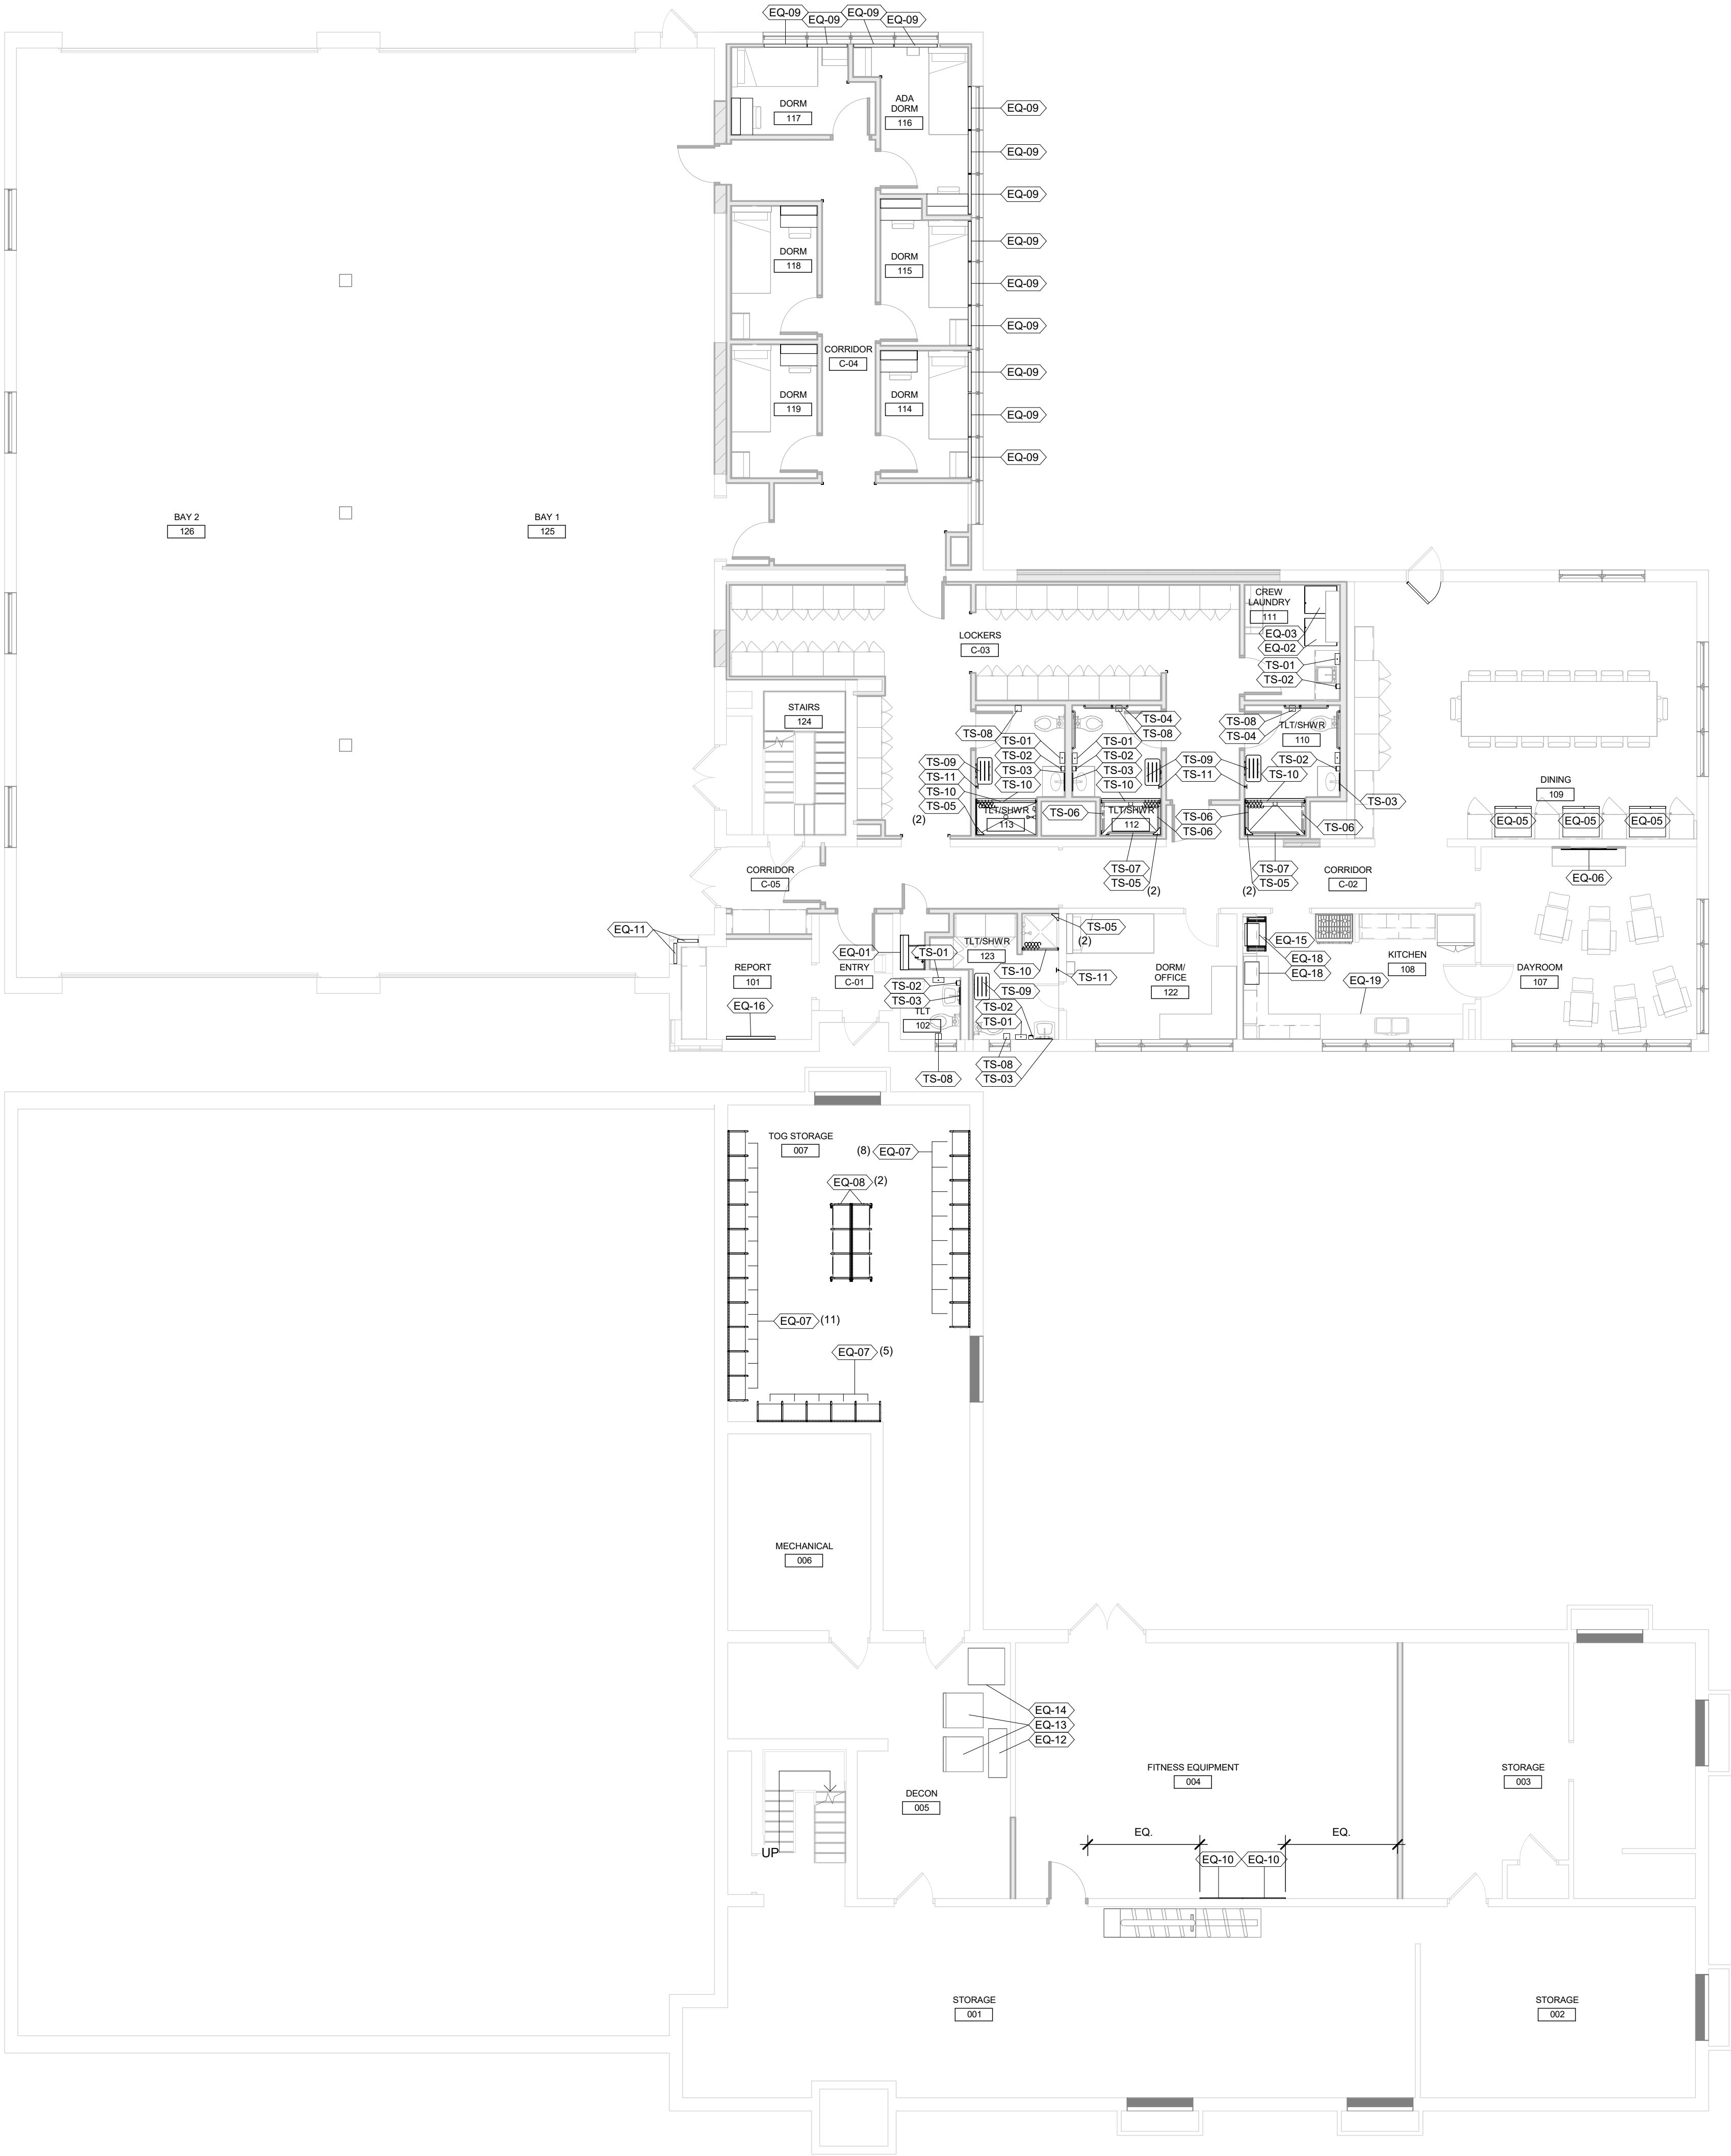 EQ-09
EQ-09
EQ-09
EQ-09
DORM
117
ADA
DORM
116
EQ-09
EQ-09
EQ-09
DORM
118
DORM
115
EQ-09
EQ-09
EQ-09
CORRIDOR
C-04
DORM
119
DORM
114
EQ-09
EQ-09
EQ-09
BAY 2
126
BAY 1
125
CREW
LAUNDRY
111
EQ-03
EQ-02
TS-01
TS-02
LOCKERS
C-03
STAIRS
124
TS-08
TS-01
TS-02
TS-03
TS-10
TS-09
TS-11
TS-10
TS-05
(2)
TLT/SHWR
113
TS-04
TS-08
TS-01
TS-02
TS-03
TS-10
TS-06
TLT/SHWR
112
TS-09
TS-11
TS-06
TS-06
TS-07
TS-05
(2)
TS-08
TS-04
TLT/SHWR
110
TS-02
TS-10
TS-03
TS-06
TS-07
TS-05
(2)
DINING
109
EQ-05
EQ-05
EQ-05
EQ-06
CORRIDOR
C-05
CORRIDOR
C-02
EQ-11
REPORT
101
EQ-16
ENTRY
C-01
EQ-01
TS-01
TS-02
TS-03
TLT
102
TS-08
TLT/SHWR
123
TS-05
(2)
TS-10
TS-11
TS-09
TS-02
TS-01
TS-08
TS-03
DORM/
OFFICE
122
EQ-15
EQ-18
EQ-18
KITCHEN
108
EQ-19
DAYROOM
107
TOG STORAGE
007
(8) EQ-07
EQ-08 (2)
EQ-07 (11)
EQ-07 (5)
MECHANICAL
006
EQ-14
EQ-13
EQ-12
DECON
005
UP
FITNESS EQUIPMENT
004
EQ.
EQ.
EQ-10
EQ-10
STORAGE
003
STORAGE
001
STORAGE
002